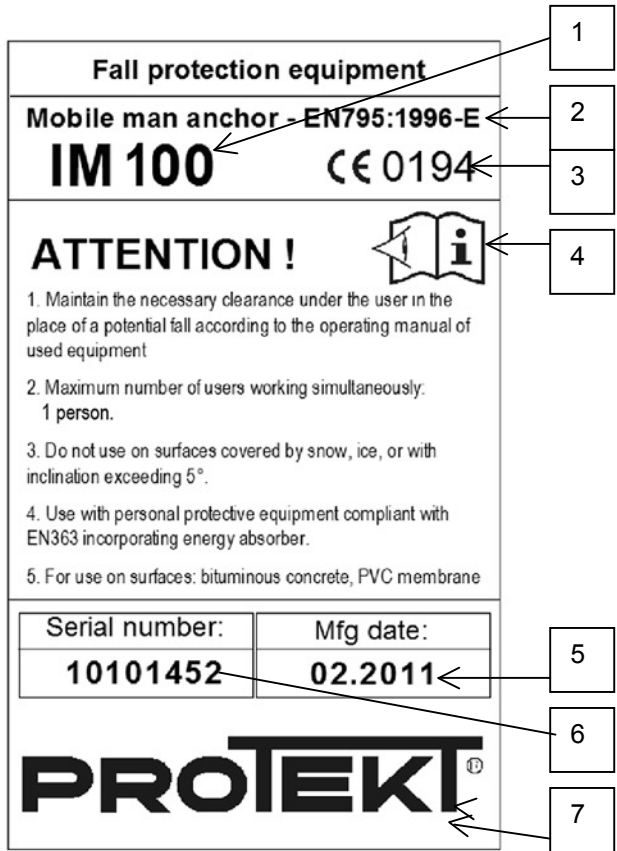 1
Fall protection equipment
Mobile man anchor - EN795:1996-E
2
IM 100
CE 0194
3
ATTENTION !
i
4
1. Maintain the necessary clearance under the user in the
place of a potential fall according to the operating manual of
used equipment
2. Maximum number of users working simultaneously:
1 person.
3. Do not use on surfaces covered by snow, ice, or with
inclination exceeding 5°.
4. Use with personal protective equipment compliant with
EN363 incorporating energy absorber.
5. For use on surfaces: bituminous concrete, PVC membrane
Serial number:
Mfg date:
5
10101452
02.2011
6
PROTEKT ®
7